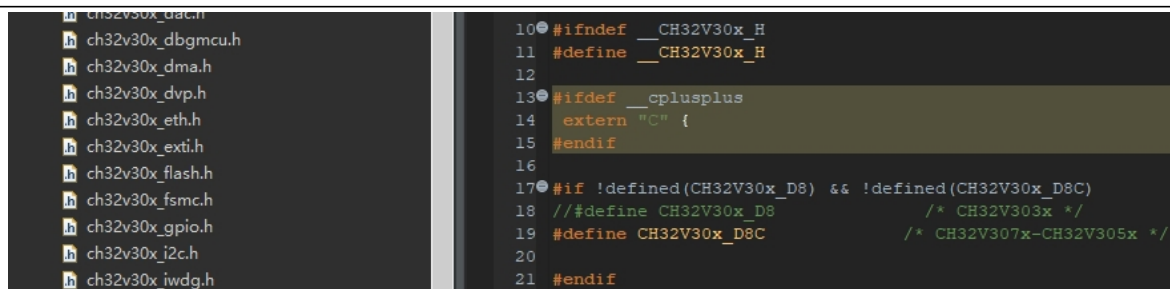 ch32v30x_dac.h
ch32v30x_dbgmcu.h
ch32v30x_dma.h
ch32v30x_dvp.h
ch32v30x_eth.h
ch32v30x_exti.h
ch32v30x_flash.h
ch32v30x_fsmc.h
ch32v30x_gpio.h
ch32v30x_i2c.h
ch32v30x_iwdg.h
10 #ifndef __CH32V30x_H
11 #define __CH32V30x_H
12
13 #ifdef __cplusplus
14 extern "C" {
15 #endif
16
17 #if !defined(CH32V30x_D8) && !defined(CH32V30x_D8C)
18 //#define CH32V30x_D8 /* CH32V303x */
19 #define CH32V30x_D8C /* CH32V307x-CH32V305x */
20
21 #endif